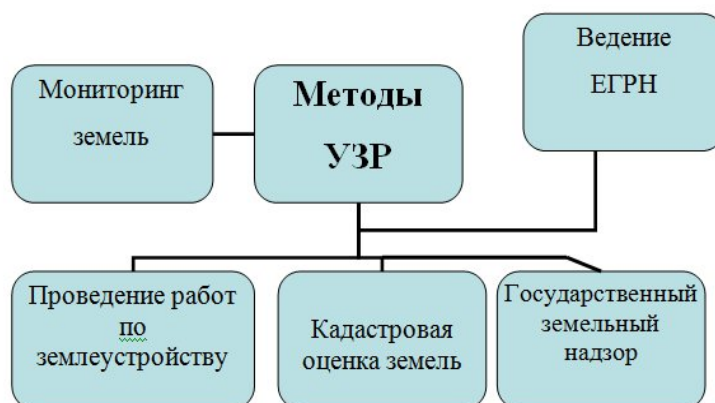 Мониторинг
земель
Методы
УЗР
Ведение
ЕГРН
Проведение работ
по
землеустройству
Кадастровая
оценка земель
Государственный
земельный
надзор